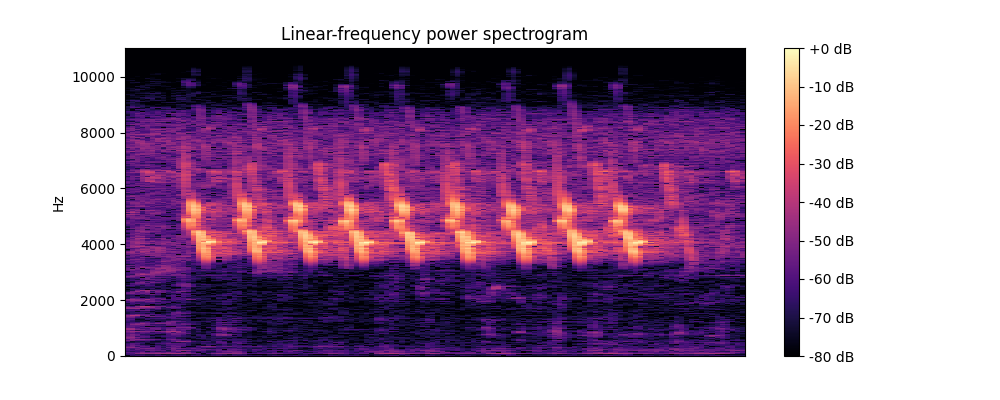 Linear-frequency power spectrogram
Hz
10000
8000
6000
4000
2000
0
+0 dB
-10 dB
-20 dB
-30 dB
-40 dB
-50 dB
-60 dB
-70 dB
-80 dB